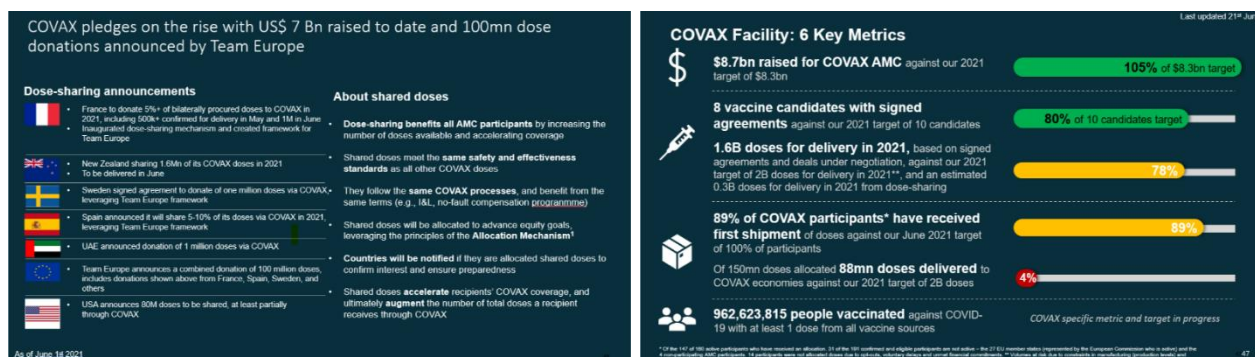 COVAX pledges on the rise with US$ 7 Bn raised to date and 100mn dose
donations announced by Team Europe
Dose-sharing announcements
• France to donate 5%+ of bilaterally procured doses to COVAX in
2021, including 500k+ confirmed for delivery in May and 1M in June
• Inaugurated dose-sharing mechanism and created framework for
Team Europe
• New Zealand sharing 1.6Mn of its COVAX doses in 2021
• To be delivered in June
• Sweden signed agreement to donate of one million doses via COVAX,
leveraging Team Europe framework
• Spain announced it will share 5-10% of its doses via COVAX in 2021,
leveraging Team Europe framework
• UAE announced donation of 1 million doses via COVAX
• Team Europe announces a combined donation of 100 million doses,
includes donations shown above from France, Spain, Sweden, and
others
• USA announces 80M doses to be shared, at least partially
through COVAX
As of June 1st 2021
About shared doses
• Dose-sharing benefits all AMC participants by increasing the
number of doses available and accelerating coverage
• Shared doses meet the same safety and effectiveness
standards as all other COVAX doses
• They follow the same COVAX processes, and benefit from the
same terms (e.g., I&L, no-fault compensation progranmme)
• Shared doses will be allocated to advance equity goals,
leveraging the principles of the Allocation Mechanism¹
• Countries will be notified if they are allocated shared doses to
confirm interest and ensure preparedness
• Shared doses accelerate recipients' COVAX coverage, and
ultimately augment the number of total doses a recipient
receives through COVAX
Last updated 21st Jun
COVAX Facility: 6 Key Metrics
$
$8.7bn raised for COVAX AMC against our 2021
target of $8.3bn
105% of $8.3bn target
8 vaccine candidates with signed
agreements against our 2021 target of 10 candidates
80% of 10 candidates target
1.6B doses for delivery in 2021, based on signed
agreements and deals under negotiation, against our 2021
target of 2B doses for delivery in 2021**, and an estimated
0.3B doses for delivery in 2021 from dose-sharing
78%
89% of COVAX participants* have received
first shipment of doses against our June 2021 target
of 100% of participants
89%
Of 150mn doses allocated 88mn doses delivered to
COVAX economies against our 2021 target of 2B doses
4%
962,623,815 people vaccinated against COVID-
19 with at least 1 dose from all vaccine sources
COVAX specific metric and target in progress
47